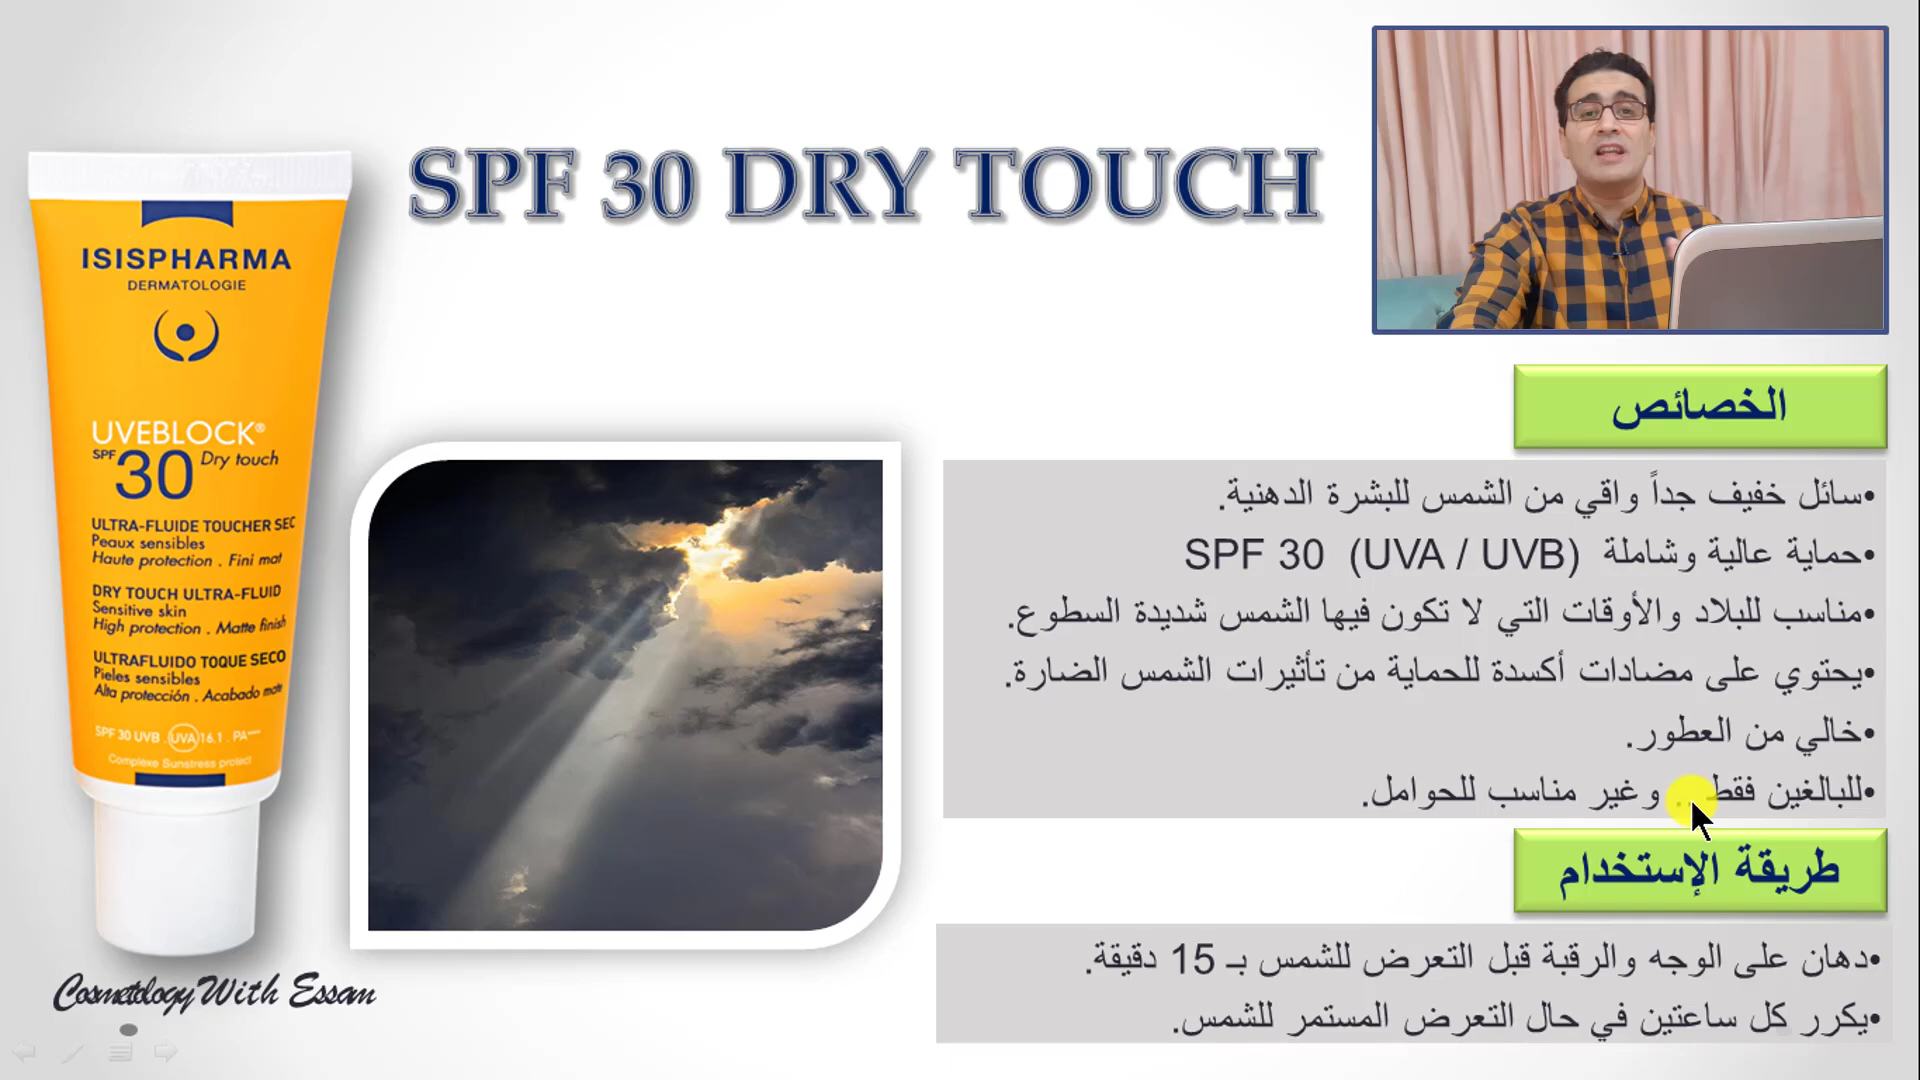 SPF 30 DRY TOUCH
ISISPHARMA
DERMATOLOGIE
UVEBLOCK®
SPF 30 Dry touch
ULTRA-FLUIDE TOUCHER SEC
Peaux sensibles
Haute protection . Fini mat
DRY TOUCH ULTRA-FLUID
Sensitive skin
High protection . Matte finish
ULTRAFLUIDO TOQUE SECO
Pieles sensibles
Alta protección . Acabado mate
SPF 30 UVB . UVA 16.1 . PA+++
Complexe Sunstress protect
الخصائص
•سائل خفيف جداً واقي من الشمس للبشرة الدهنية.
•حماية عالية وشاملة SPF 30 (UVA / UVB)
•مناسب للبلاد والأوقات التي لا تكون فيها الشمس شديدة السطوع.
•يحتوي على مضادات أكسدة للحماية من تأثيرات الشمس الضارة.
•خالي من العطور.
•للبالغين فقط .. وغير مناسب للحوامل.
طريقة الإستخدام
•دهان على الوجه والرقبة قبل التعرض للشمس بـ 15 دقيقة.
•يكرر كل ساعتين في حال التعرض المستمر للشمس.
Cosmetology With Essam